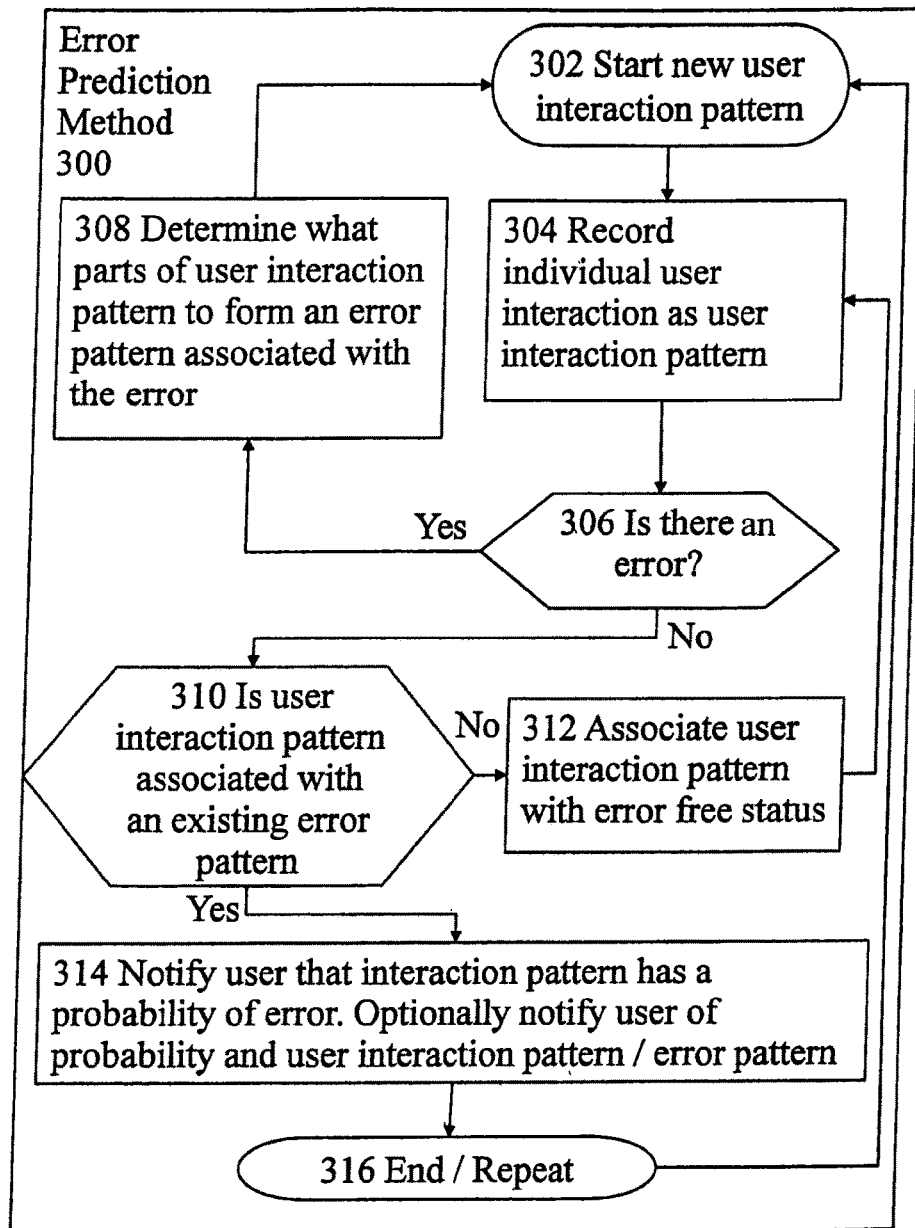 Error
Prediction
Method
300
302 Start new user
interaction pattern
308 Determine what
parts of user interaction
pattern to form an error
pattern associated with
the error
304 Record
individual user
interaction as user
interaction pattern
Yes
306 Is there an
error?
No
310 Is user
interaction pattern
associated with
an existing error
pattern
No
312 Associate user
interaction pattern
with error free status
Yes
314 Notify user that interaction pattern has a
probability of error. Optionally notify user of
probability and user interaction pattern / error pattern
316 End / Repeat